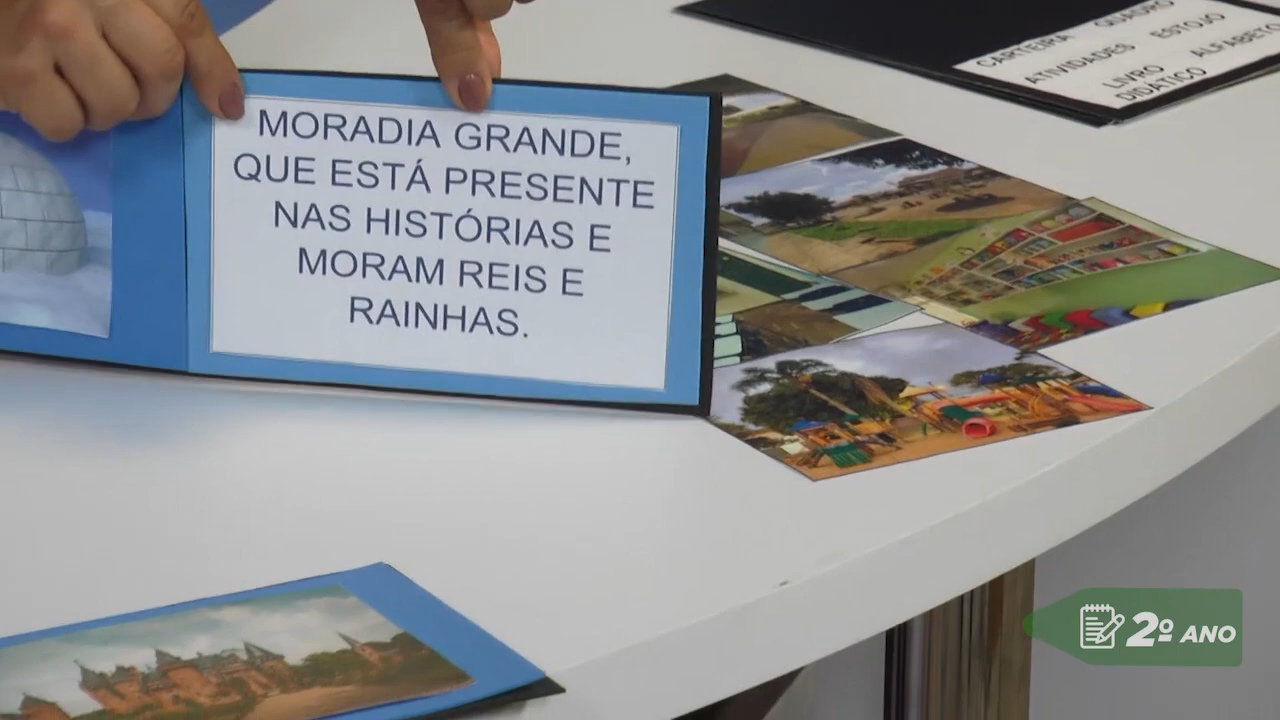 CARTEIRA QUADRO
ATIVIDADES ESTOJO
LIVRO ALFABETO
DIDÁTICO
MORADIA GRANDE,
QUE ESTÁ PRESENTE
NAS HISTÓRIAS E
MORAM REIS E
RAINHAS.
2º ANO